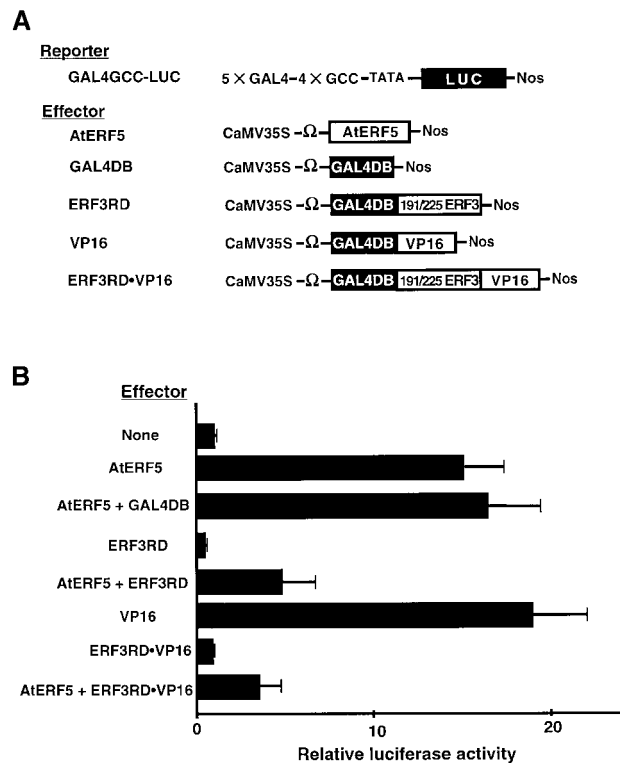 A
Reporter
GAL4GCC-LUC 5 × GAL4–4 × GCC –TATA LUC Nos
Effector
AtERF5 CaMV35S –Ω– AtERF5 Nos
GAL4DB CaMV35S –Ω– GAL4DB Nos
ERF3RD CaMV35S –Ω– GAL4DB 191/225 ERF3 Nos
VP16 CaMV35S –Ω– GAL4DB VP16 Nos
ERF3RD•VP16 CaMV35S –Ω– GAL4DB 191/225 ERF3 VP16 Nos
B
Effector
None
AtERF5
AtERF5 + GAL4DB
ERF3RD
AtERF5 + ERF3RD
VP16
ERF3RD•VP16
AtERF5 + ERF3RD•VP16
0 10 20
Relative luciferase activity